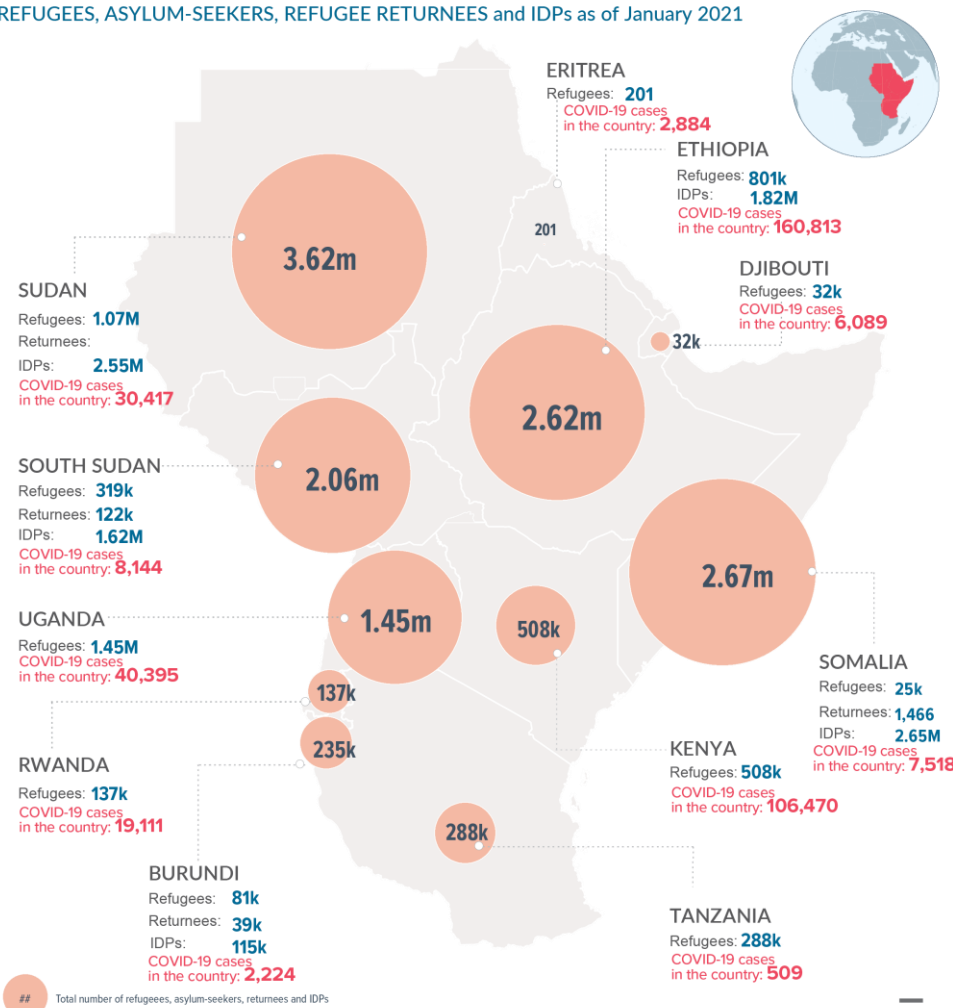 REFUGEES, ASYLUM-SEEKERS, REFUGEE RETURNEES and IDPs as of January 2021
ERITREA
Refugees: 201
COVID-19 cases
in the country: 2,884
ETHIOPIA
Refugees: 801k
IDPs: 1.82M
COVID-19 cases
in the country: 160,813
201
DJIBOUTI
Refugees: 32k
COVID-19 cases
in the country: 6,089
32k
3.62m
SUDAN
Refugees: 1.07M
Returnees:
IDPs: 2.55M
COVID-19 cases
in the country: 30,417
2.62m
SOUTH SUDAN
Refugees: 319k
Returnees: 122k
IDPs: 1.62M
COVID-19 cases
in the country: 8,144
2.06m
2.67m
UGANDA
Refugees: 1.45M
COVID-19 cases
in the country: 40,395
1.45m
508k
SOMALIA
Refugees: 25k
Returnees: 1,466
IDPs: 2.65M
COVID-19 cases
in the country: 7,518
137k
235k
RWANDA
Refugees: 137k
COVID-19 cases
in the country: 19,111
KENYA
Refugees: 508k
COVID-19 cases
in the country: 106,470
288k
BURUNDI
Refugees: 81k
Returnees: 39k
IDPs: 115k
COVID-19 cases
in the country: 2,224
TANZANIA
Refugees: 288k
COVID-19 cases
in the country: 509
## Total number of refugeees, asylum-seekers, returnees and IDPs